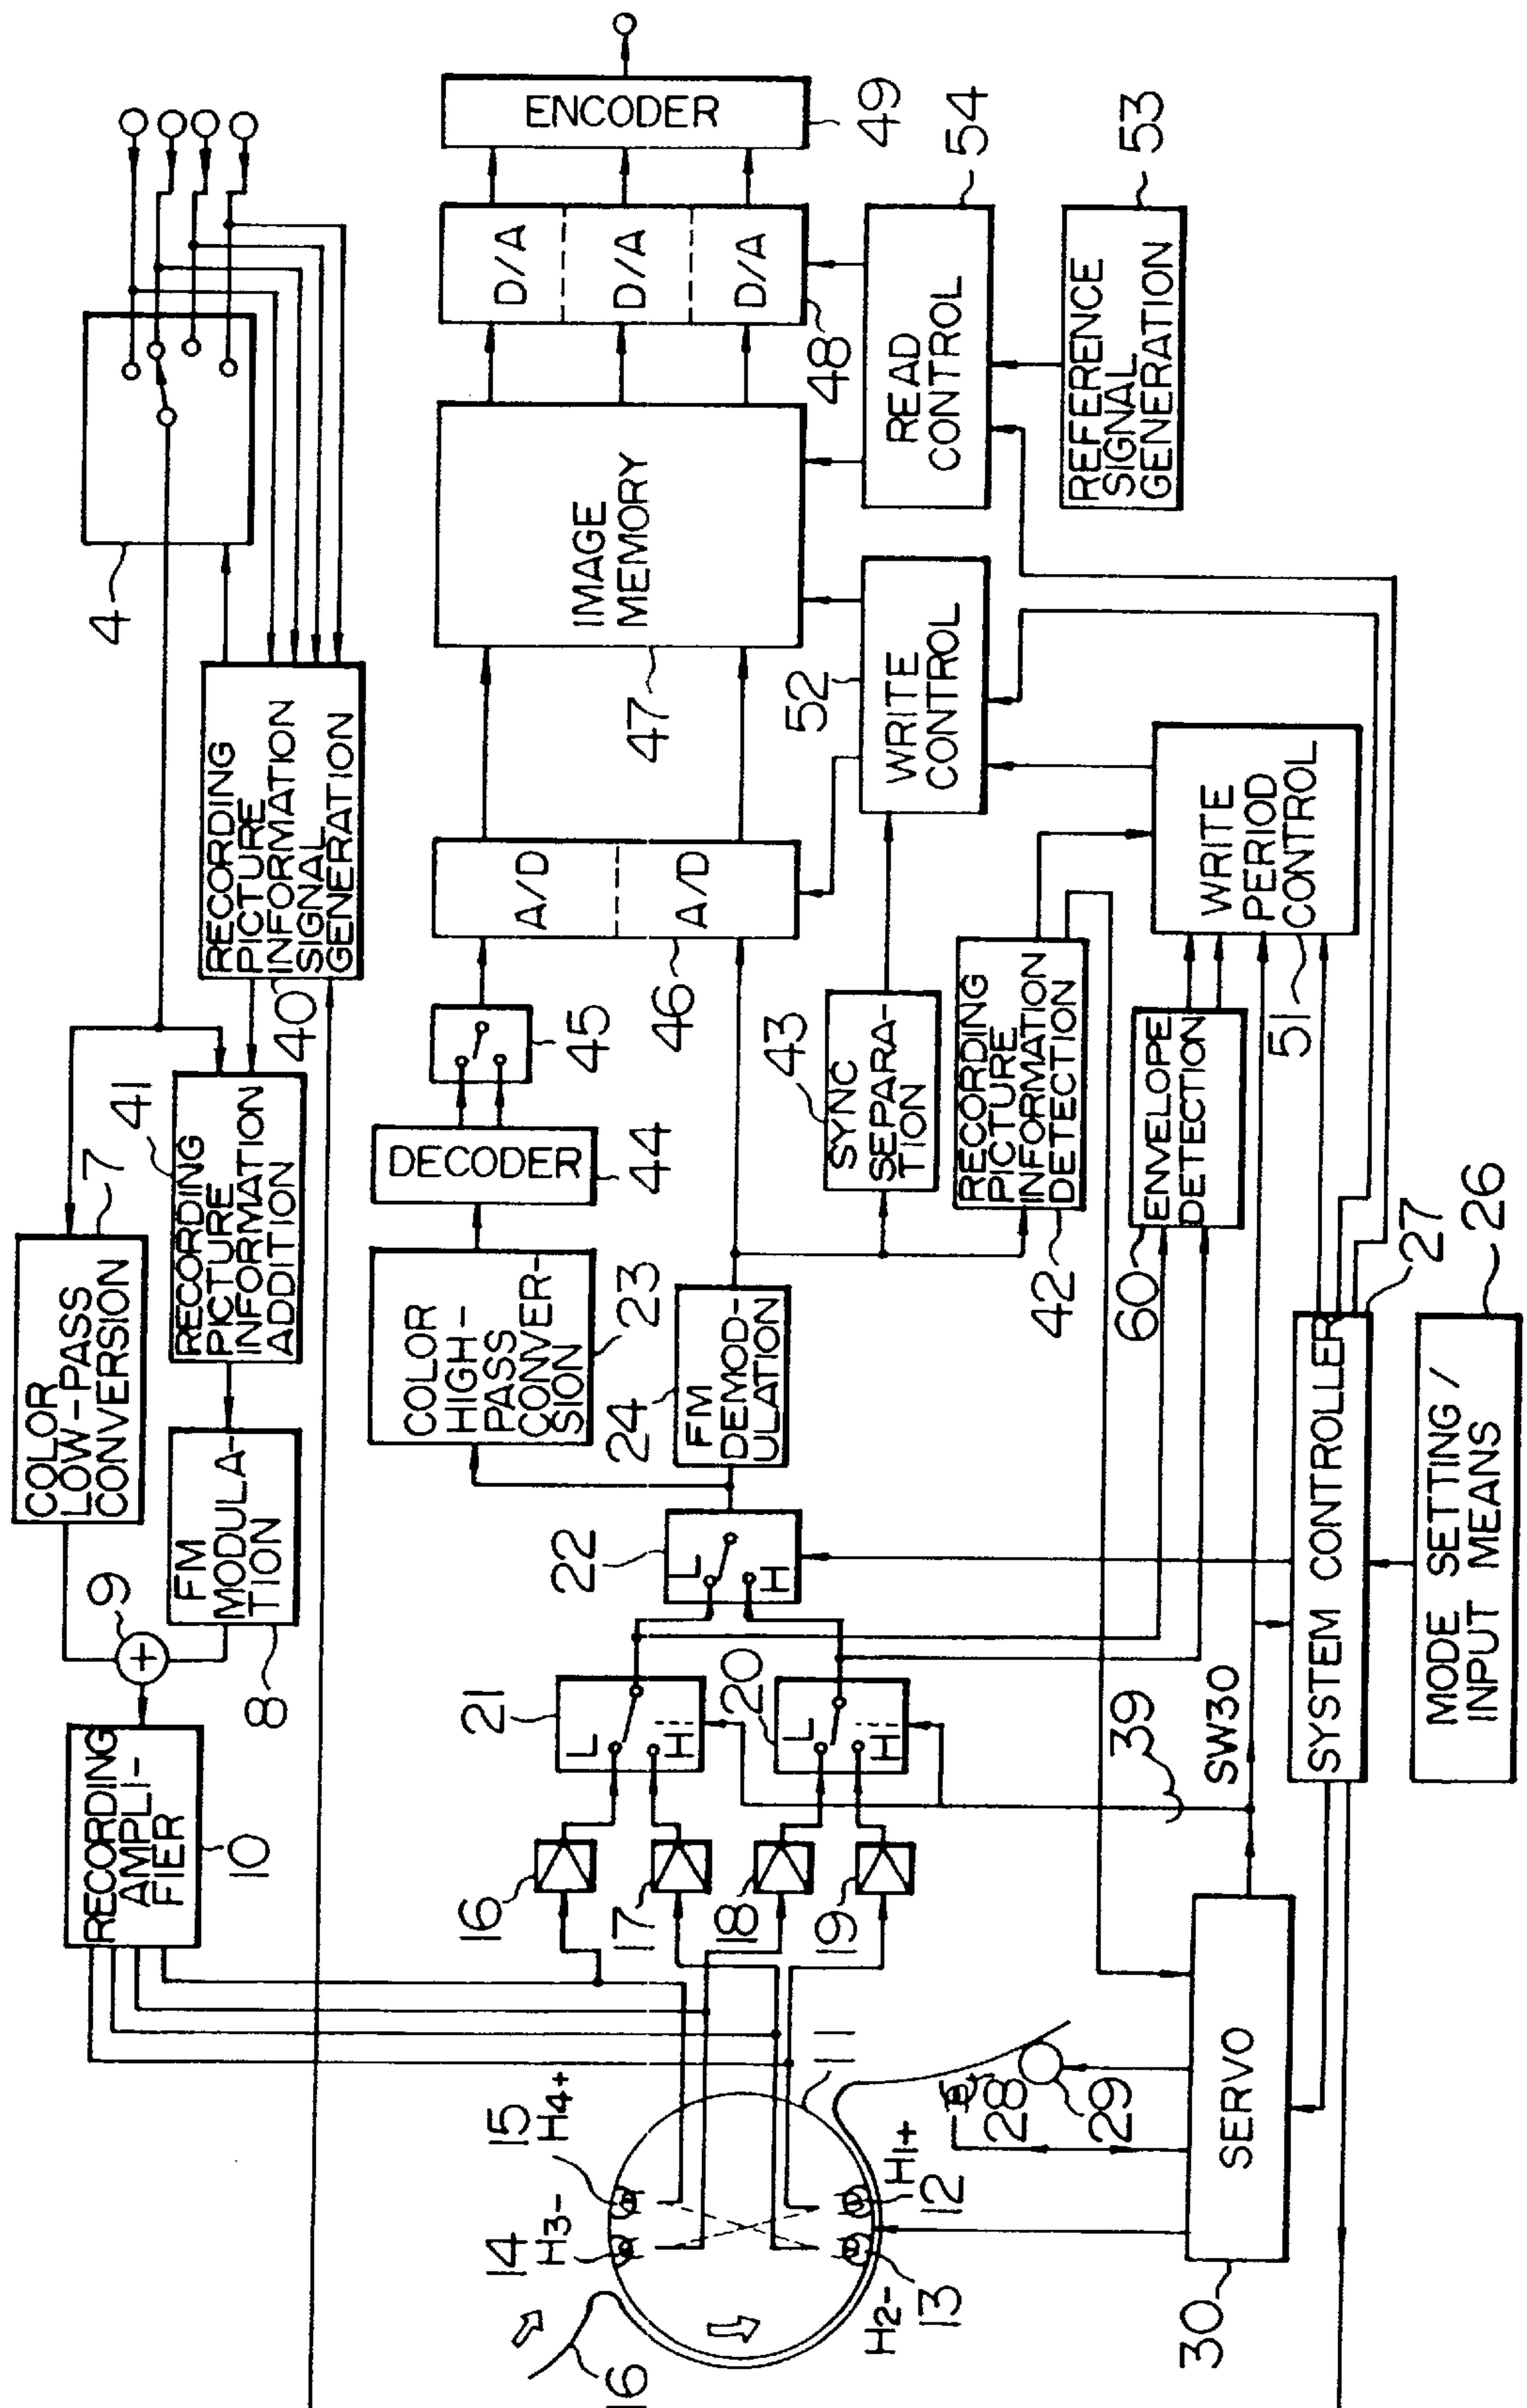 4
RECORDING
PICTURE
INFORMATION
SIGNAL
GENERATION
40
COLOR
LOW-PASS
CONVERSION
7
41
RECORDING
PICTURE
INFORMATION
ADDITION
FM
MODULA-
TION
8
9
RECORDING
AMPLI-
FIER
10
ENCODER
49
D/A
D/A
D/A
48
IMAGE
MEMORY
47
A/D
A/D
46
45
DECODER
44
COLOR
HIGH-
PASS
CONVER-
SION
23
24
FM
DEMOD-
ULATION
22
L
H
21
L
H
20
L
H
16
17
18
19
54
READ
CONTROL
53
REFERENCE
SIGNAL
GENERATION
52
WRITE
CONTROL
43
SYNC
SEPARA-
TION
RECORDING
PICTURE
INFORMATION
DETECTION
42
WRITE
PERIOD
CONTROL
51
ENVELOPE
DETECTION
60
SYSTEM CONTROLLER
27
MODE SETTING /
INPUT MEANS
26
SW30
39
SERVO
30
11
15
H4+
14
H3-
H1+
12
H2-
13
28
29
16